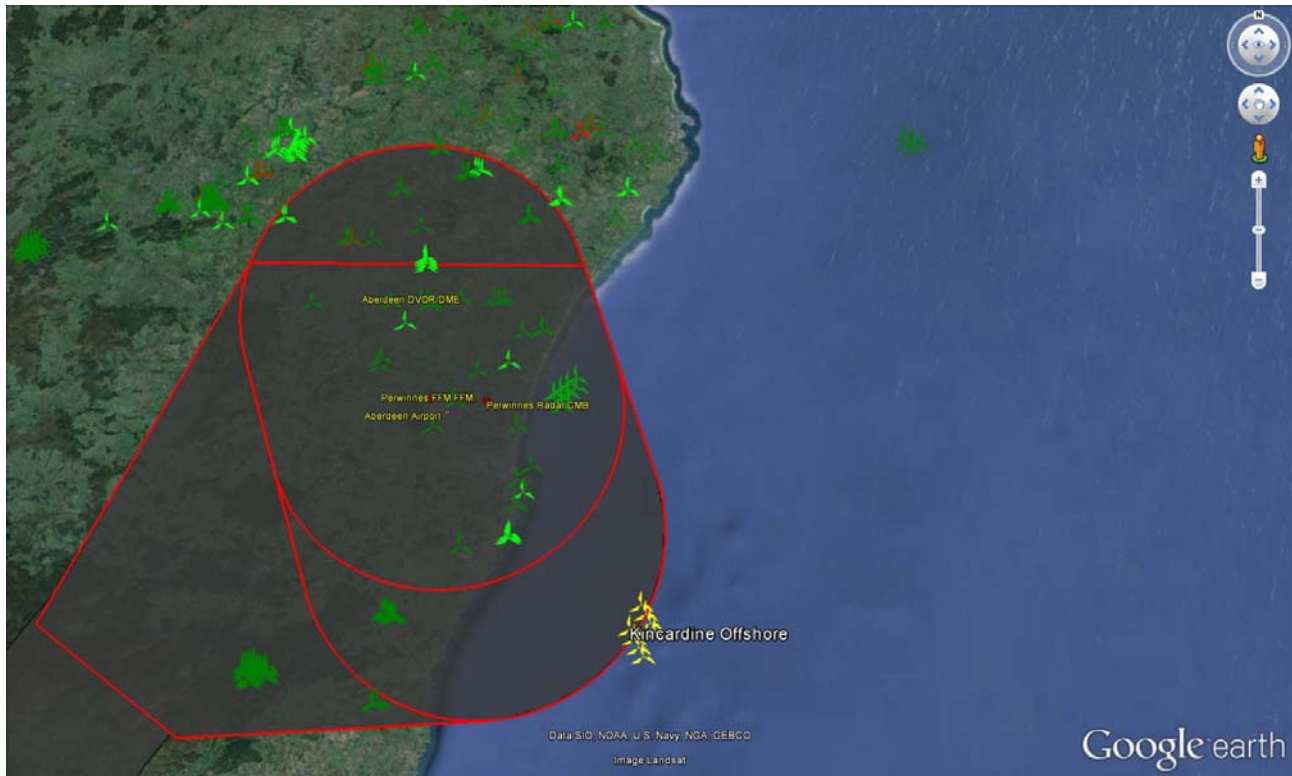 N
Aberdeen DVOR/DME
Perwinnes FFM FFM
Perwinnes Radar CMB
Aberdeen Airport
Kincardine Offshore
Data SIO, NOAA, U.S. Navy, NGA, GEBCO
Image Landsat
Google earth